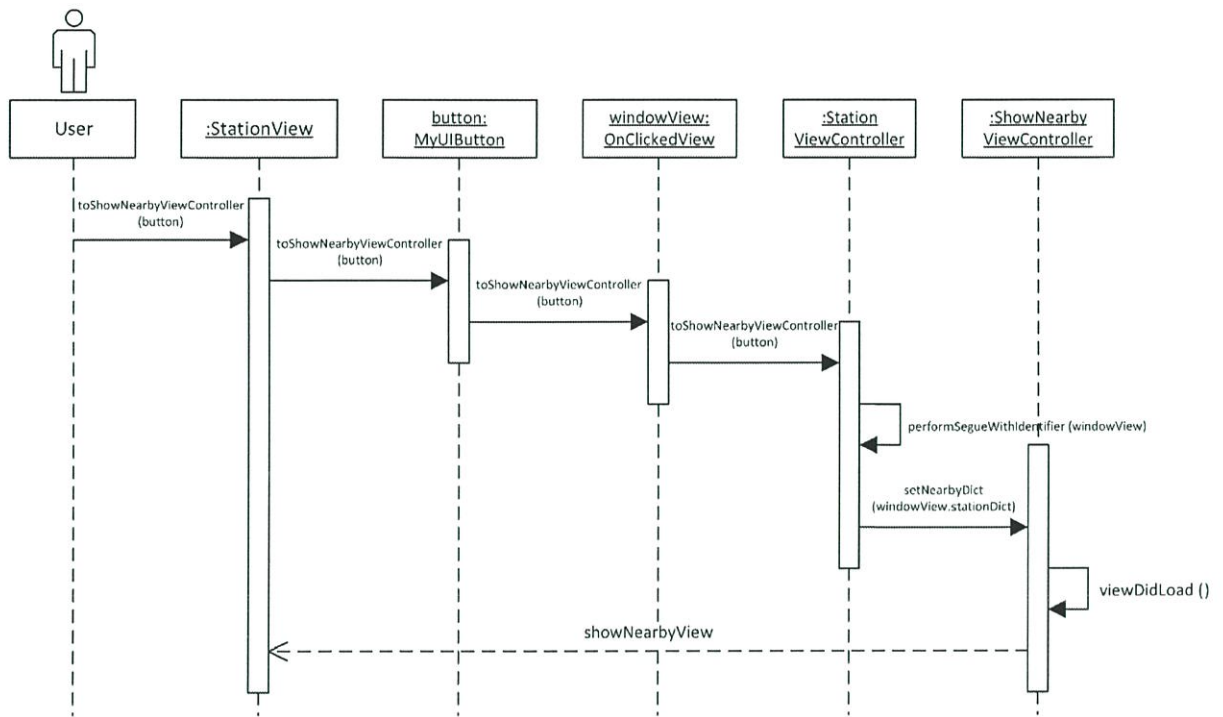 User
:StationView
button:
MyUIButton
windowView:
OnClickedView
:Station
ViewController
:ShowNearby
ViewController
toShowNearbyViewController
(button)
toShowNearbyViewController
(button)
toShowNearbyViewController
(button)
toShowNearbyViewController
(button)
performSegueWithIdentifier (windowView)
setNearbyDict
(windowView.stationDict)
viewDidLoad ()
showNearbyView